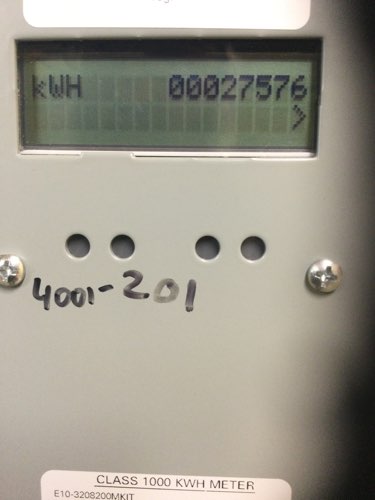 kWH 00027576
>
4001-201
CLASS 1000 KWH METER
E10-3208200MKIT